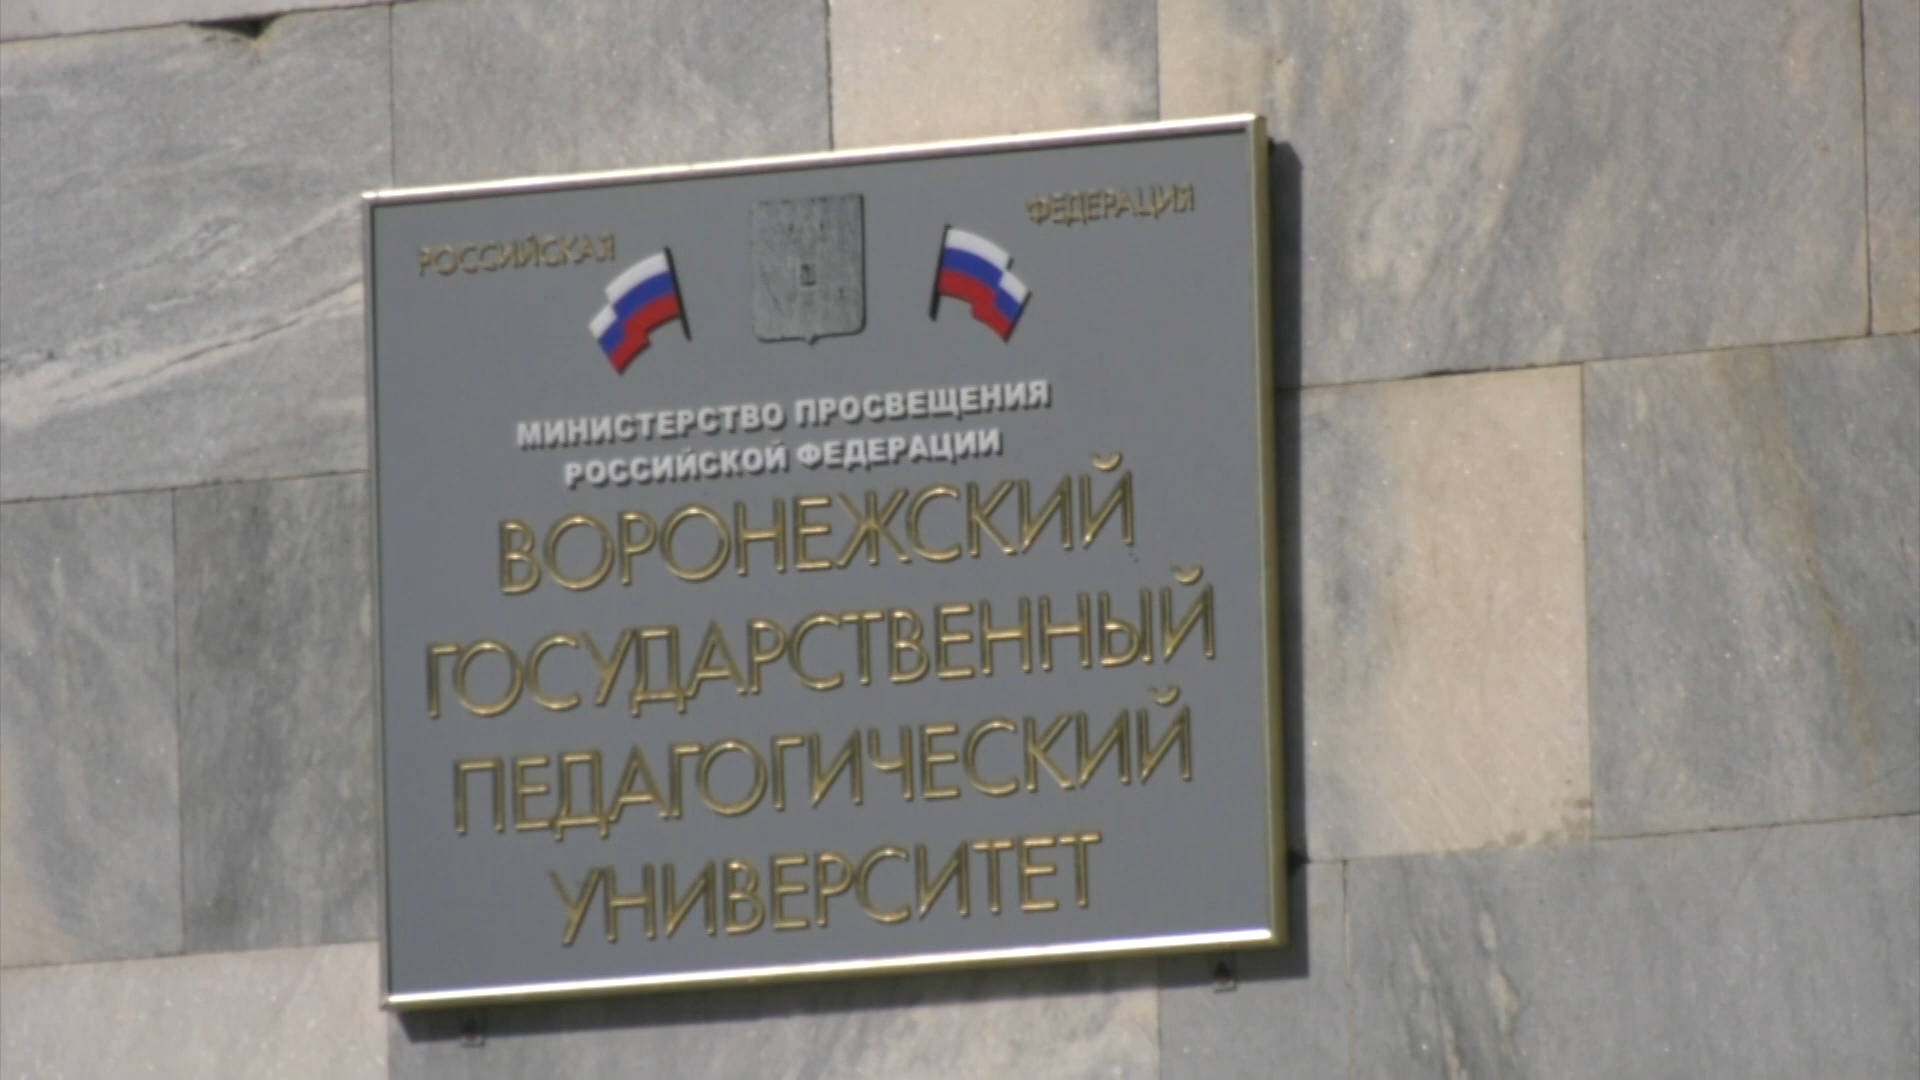 РОССИЙСКАЯ ФЕДЕРАЦИЯ
МИНИСТЕРСТВО ПРОСВЕЩЕНИЯ
РОССИЙСКОЙ ФЕДЕРАЦИИ
ВОРОНЕЖСКИЙ
ГОСУДАРСТВЕННЫЙ
ПЕДАГОГИЧЕСКИЙ
УНИВЕРСИТЕТ